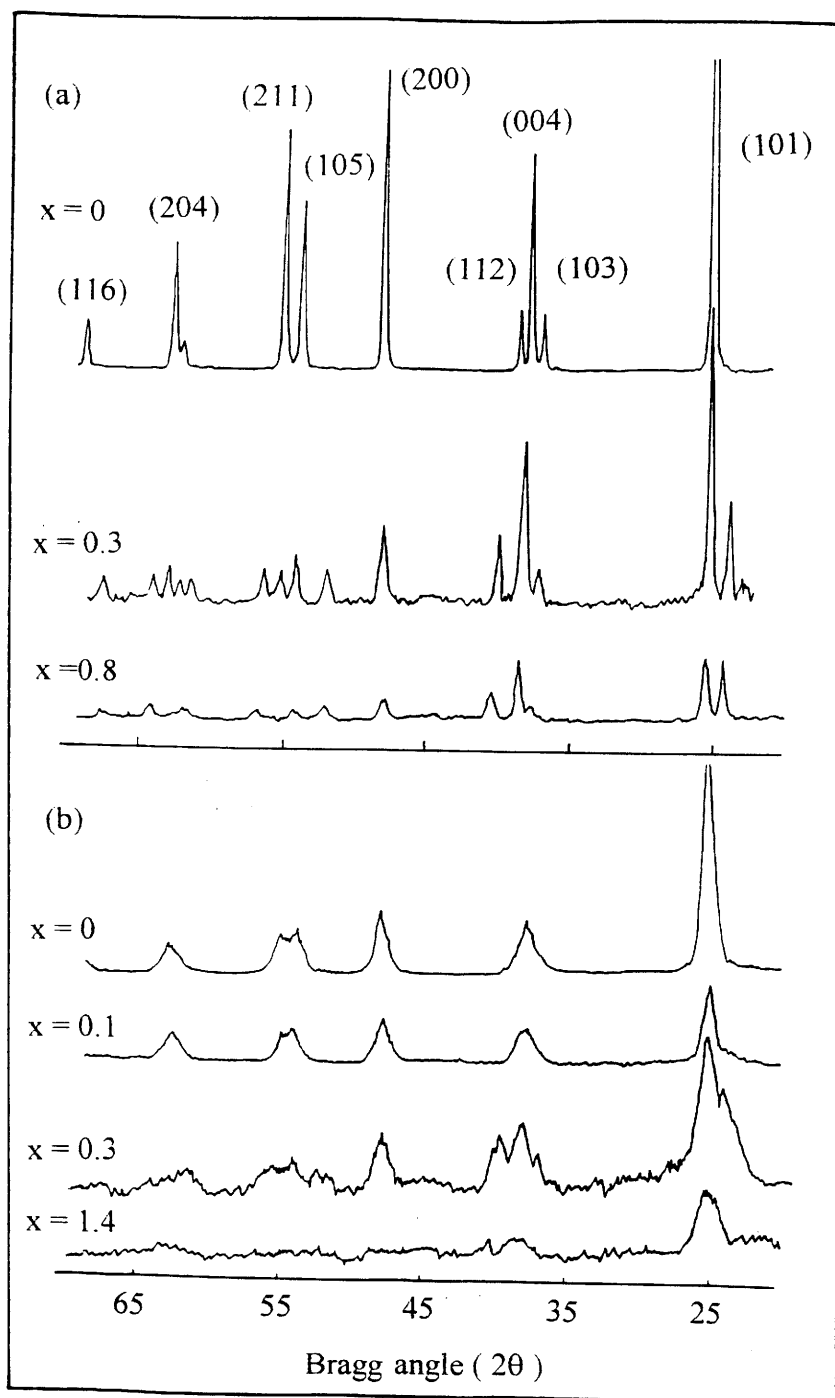 (a)
(211)
(200)
(105)
(004)
(101)
x = 0
(204)
(112)
(103)
(116)
x = 0.3
x =0.8
(b)
x = 0
x = 0.1
x = 0.3
x = 1.4
65 55 45 35 25
Bragg angle ( 2θ )